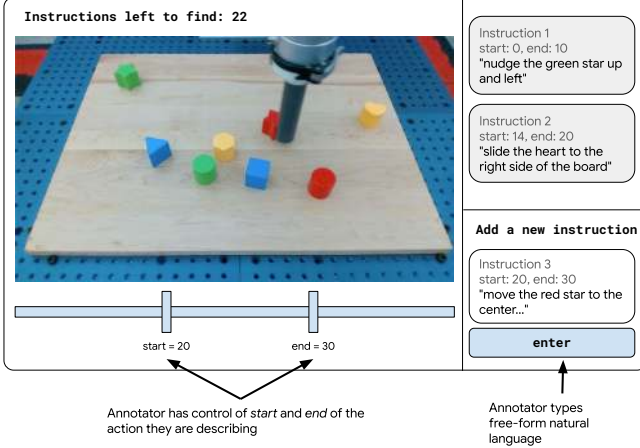 Instructions left to find: 22
Instruction 1
start: 0, end: 10
"nudge the green star up
and left"
Instruction 2
start: 14, end: 20
"slide the heart to the
right side of the board"
Add a new instruction
Instruction 3
start: 20, end: 30
"move the red star to the
center..."
enter
start = 20
end = 30
Annotator has control of start and end of the
action they are describing
Annotator types
free-form natural
language